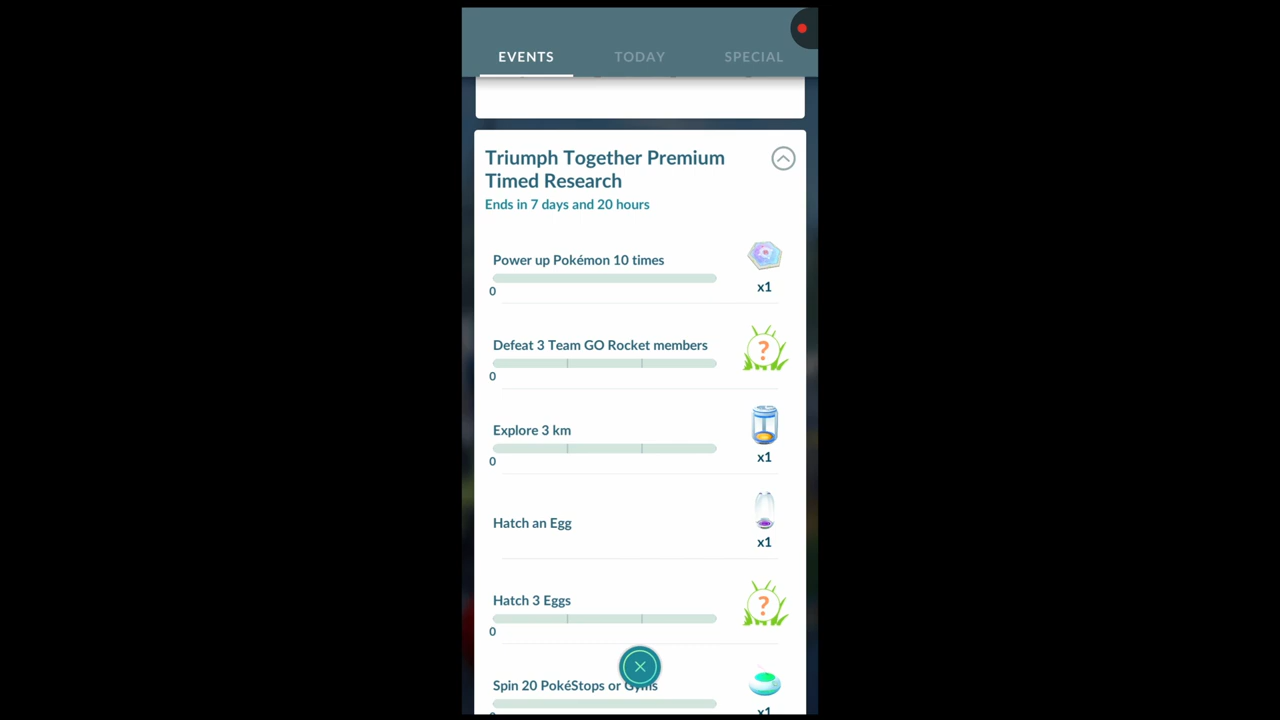 EVENTS TODAY SPECIAL
Triumph Together Premium
Timed Research
Ends in 7 days and 20 hours
Power up Pokémon 10 times
0
x1
Defeat 3 Team GO Rocket members
0
?
Explore 3 km
0
x1
Hatch an Egg
x1
Hatch 3 Eggs
0
?
Spin 20 PokéStops or Gyms
x1